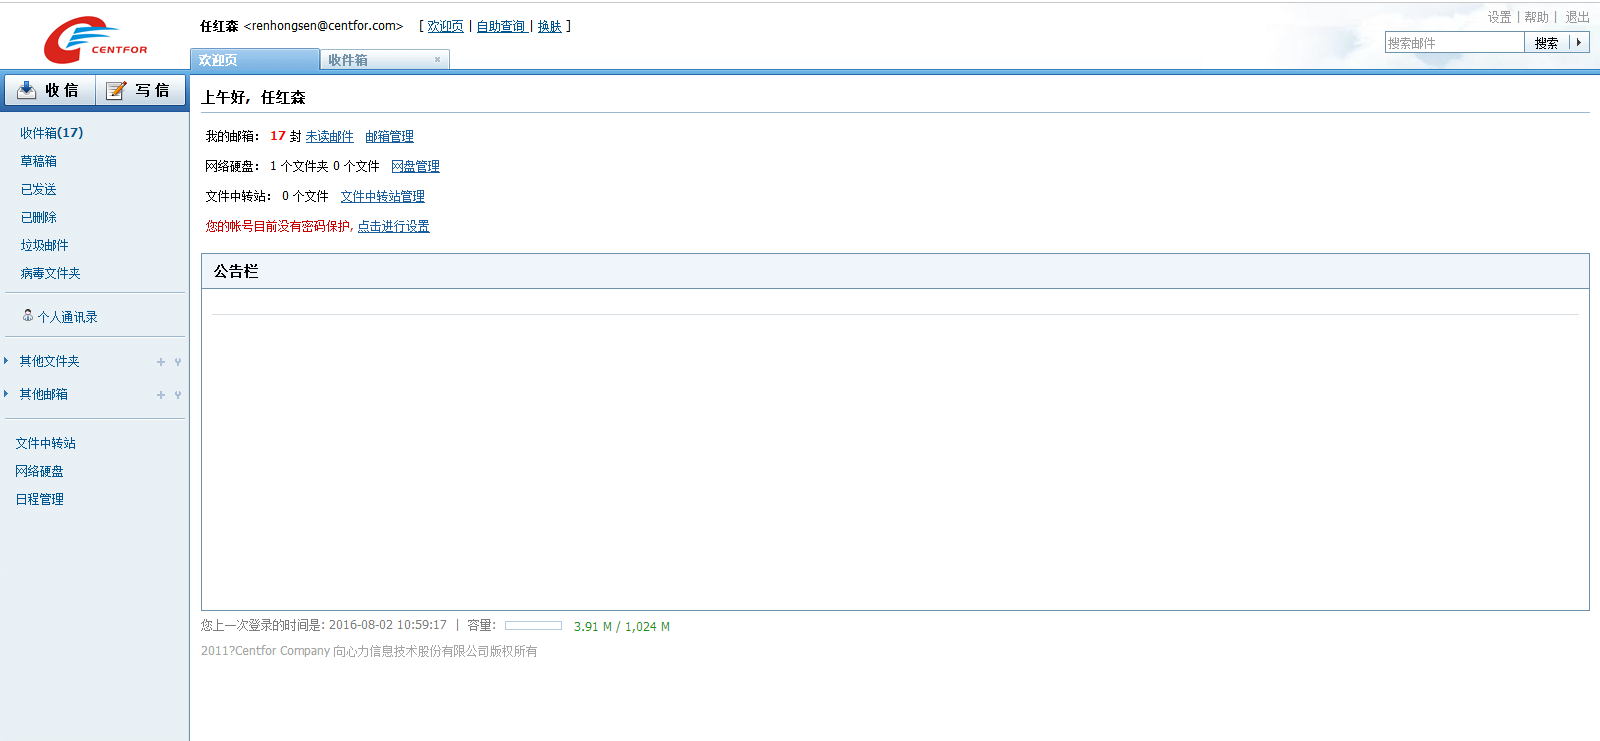 CENTFOR
任红森 <renhongsen@centfor.com> [ 欢迎页 | 自助查询 | 换肤 ]
设置 | 帮助 | 退出
搜索邮件 搜索
欢迎页 收件箱 ×
收 信 写 信
收件箱(17)
草稿箱
已发送
已删除
垃圾邮件
病毒文件夹
个人通讯录
其他文件夹
其他邮箱
文件中转站
网络硬盘
日程管理
上午好，任红森
我的邮箱： 17 封 未读邮件 邮箱管理
网络硬盘： 1 个文件夹 0 个文件 网盘管理
文件中转站： 0 个文件 文件中转站管理
您的帐号目前没有密码保护, 点击进行设置
公告栏
您上一次登录的时间是: 2016-08-02 10:59:17 | 容量: 3.91 M / 1,024 M
2011?Centfor Company 向心力信息技术股份有限公司版权所有